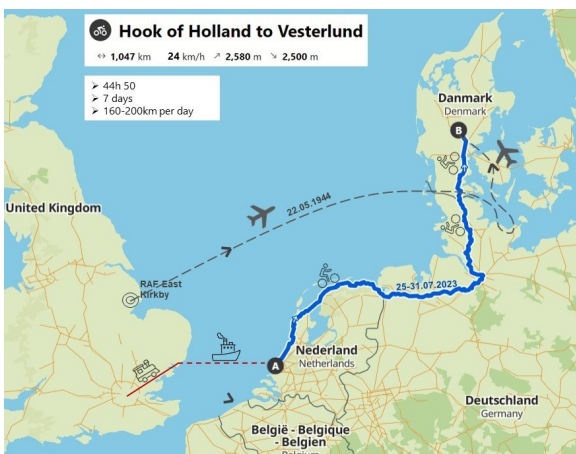 Hook of Holland to Vesterlund
↔ 1,047 km 24 km/h ↗ 2,580 m ↘ 2,500 m
➢ 44h 50
➢ 7 days
➢ 160-200km per day
Danmark
Denmark
B
United Kingdom
22.05.1944
RAF East
Kirkby
25-31.07.2023
A
Nederland
Netherlands
Deutschland
Germany
België - Belgique
- Belgien
Belgium